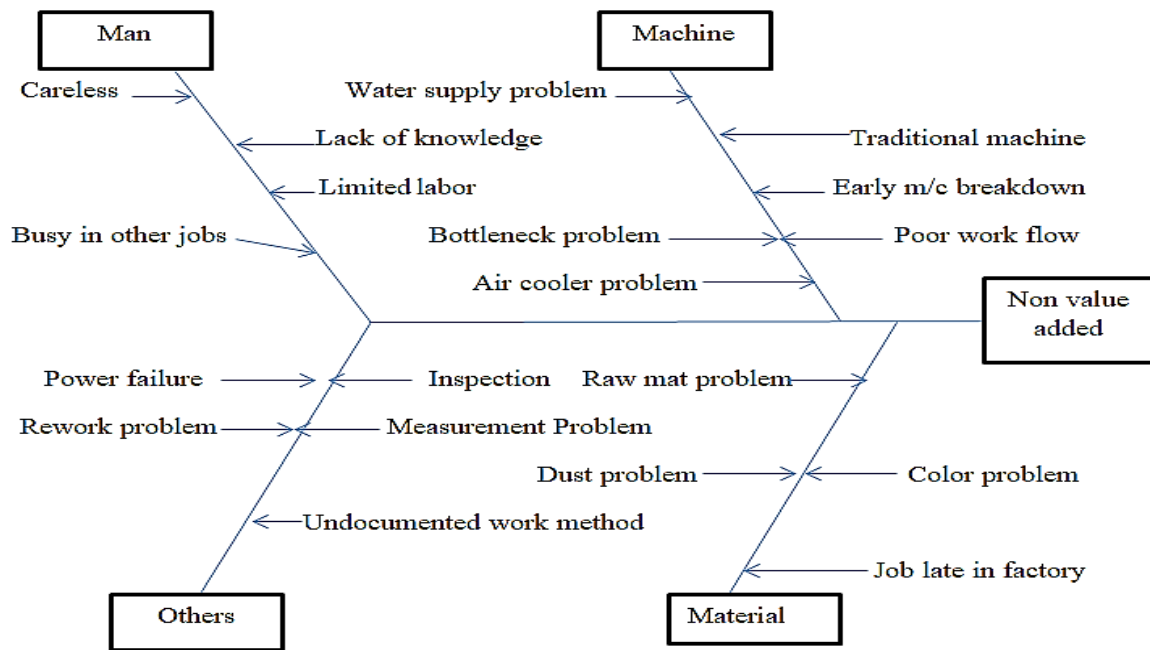 Man
Machine
Careless
Water supply problem
Lack of knowledge
Traditional machine
Limited labor
Early m/c breakdown
Busy in other jobs
Bottleneck problem
Poor work flow
Air cooler problem
Non value
added
Power failure
Inspection
Raw mat problem
Rework problem
Measurement Problem
Dust problem
Color problem
Undocumented work method
Job late in factory
Others
Material